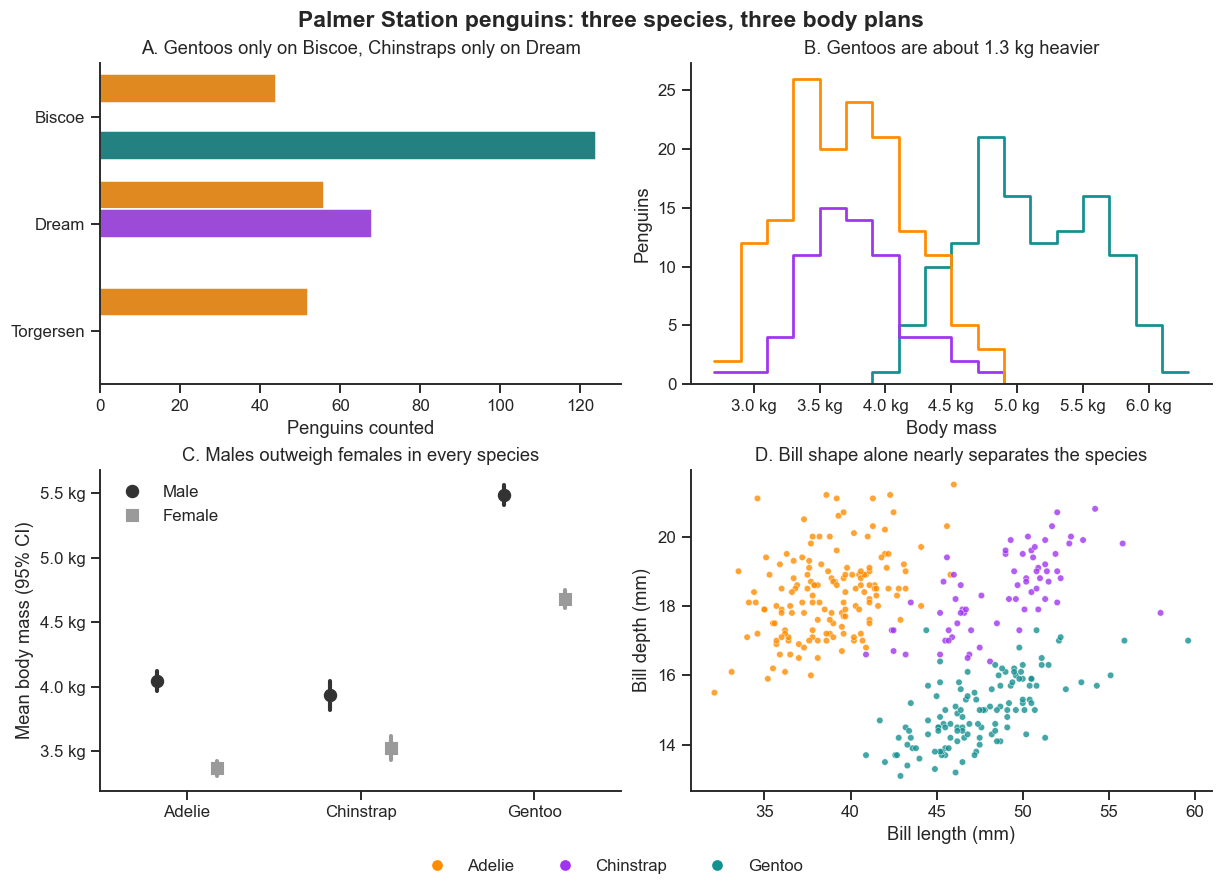 Palmer Station penguins: three species, three body plans
A. Gentoos only on Biscoe, Chinstraps only on Dream
Biscoe
Dream
Torgersen
0 20 40 60 80 100 120
Penguins counted
B. Gentoos are about 1.3 kg heavier
Penguins
25
20
15
10
5
0
3.0 kg 3.5 kg 4.0 kg 4.5 kg 5.0 kg 5.5 kg 6.0 kg
Body mass
C. Males outweigh females in every species
Male
Female
Mean body mass (95% CI)
5.5 kg
5.0 kg
4.5 kg
4.0 kg
3.5 kg
Adelie Chinstrap Gentoo
D. Bill shape alone nearly separates the species
Bill depth (mm)
20
18
16
14
35 40 45 50 55 60
Bill length (mm)
Adelie Chinstrap Gentoo